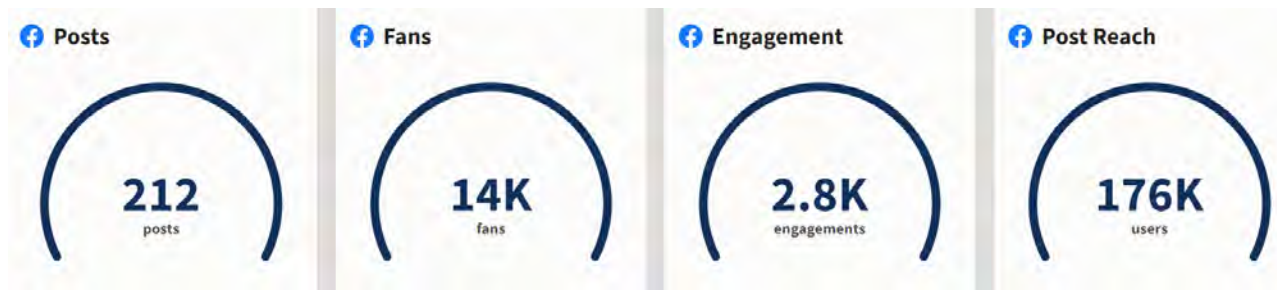 Posts
212
posts
Fans
14K
fans
Engagement
2.8K
engagements
Post Reach
176K
users